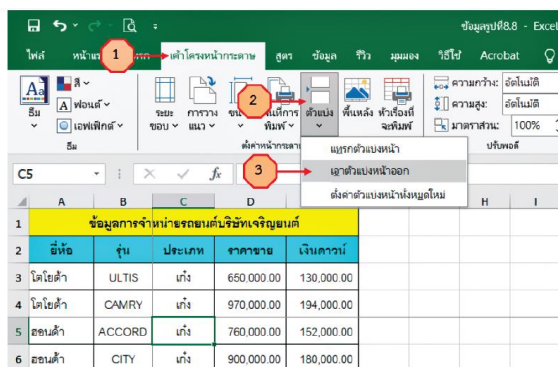 ข้อมูลรูปที่8.8 - Excel
ไฟล์ หน้าแรก แทรก เค้าโครงหน้ากระดาษ สูตร ข้อมูล รีวิว มุมมอง วิธีใช้ Acrobat
1
Aa สี
A ฟอนต์
เอฟเฟ็กต์
ธีม
ระยะขอบ การวางแนว พิมพ์ ตัวแบ่ง พื้นหลัง หัวเรื่องที่จะพิมพ์
2
ความกว้าง: อัตโนมัติ
ความสูง: อัตโนมัติ
มาตราส่วน: 100%
ธีม ตั้งค่าหน้ากระดาษ ปรับพอดี
แทรกตัวแบ่งหน้า
3
เอาตัวแบ่งหน้าออก
ตั้งค่าตัวแบ่งหน้าทั้งหมดใหม่
C5 fx
A B C D H I
1 ข้อมูลการจำหน่ายรถยนต์บริษัทเจริญยนต์
2 ยี่ห้อ รุ่น ประเภท ราคาขาย เงินดาวน์
3 โตโยต้า ULTIS เก๋ง 650,000.00 130,000.00
4 โตโยต้า CAMRY เก๋ง 970,000.00 194,000.00
5 ฮอนด้า ACCORD เก๋ง 760,000.00 152,000.00
6 ฮอนด้า CITY เก๋ง 900,000.00 180,000.00